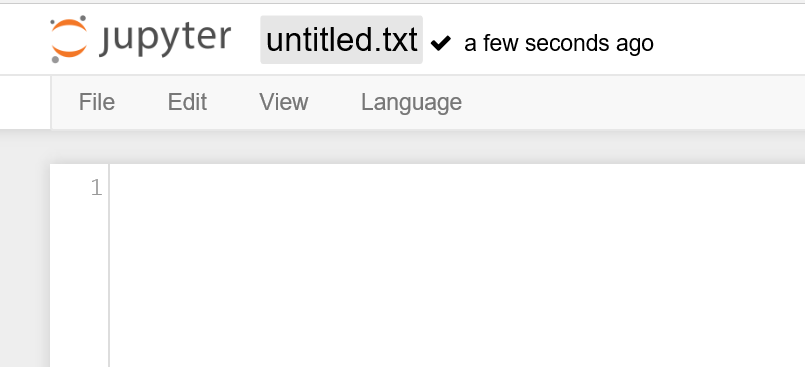 jupyter untitled.txt a few seconds ago
File Edit View Language
1